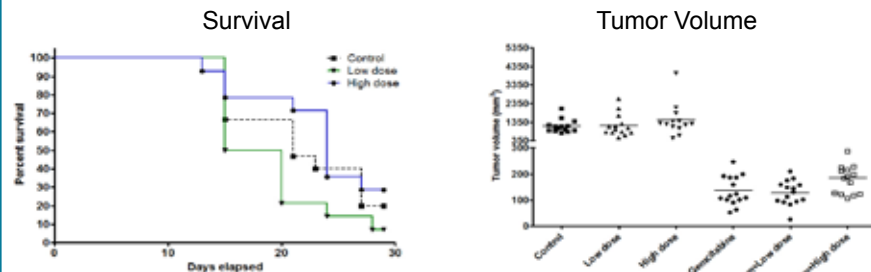 Survival
Tumor Volume
100
90
80
70
60
50
40
30
20
10
0
0
10
20
30
Percent survival
Days elapsed
Control
Low dose
High dose
Tumor volume (mm³)
5350
4350
3350
2350
1350
350
300
200
100
0
Control
Low dose
High dose
Gemcitabine